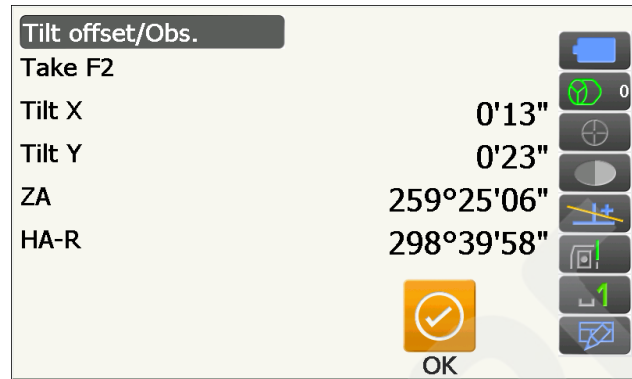 Tilt offset/Obs.
Take F2
Tilt X 0'13"
0
Tilt Y 0'23"
ZA 259°25'06"
HA-R 298°39'58"
1
OK